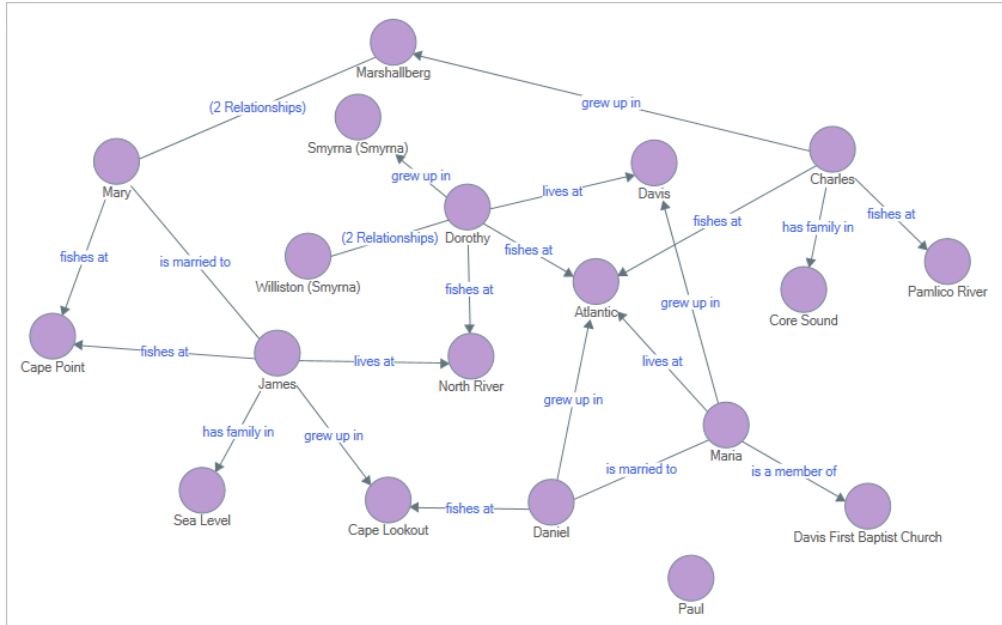 Marshallberg
grew up in
(2 Relationships)
Smyrna (Smyrna)
Charles
grew up in
lives at
Davis
Mary
fishes at
fishes at
Dorothy
(2 Relationships)
has family in
fishes at
is married to
fishes at
Williston (Smyrna)
Pamlico River
fishes at
Atlantic
Core Sound
grew up in
fishes at
lives at
lives at
Cape Point
James
North River
grew up in
has family in
grew up in
is married to
Maria
is a member of
Sea Level
fishes at
Cape Lookout
Daniel
Davis First Baptist Church
Paul